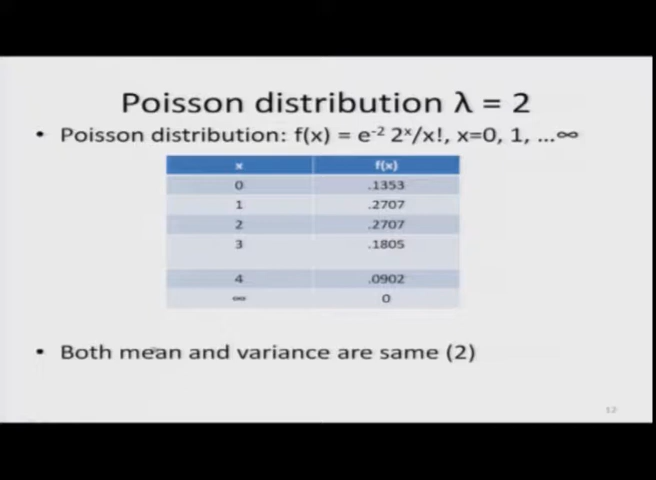 Poisson distribution λ = 2
• Poisson distribution: f(x) = e⁻² 2ˣ/x!, x=0, 1, ...∞
x f(x)
0 .1353
1 .2707
2 .2707
3 .1805
4 .0902
∞ 0
• Both mean and variance are same (2)
12